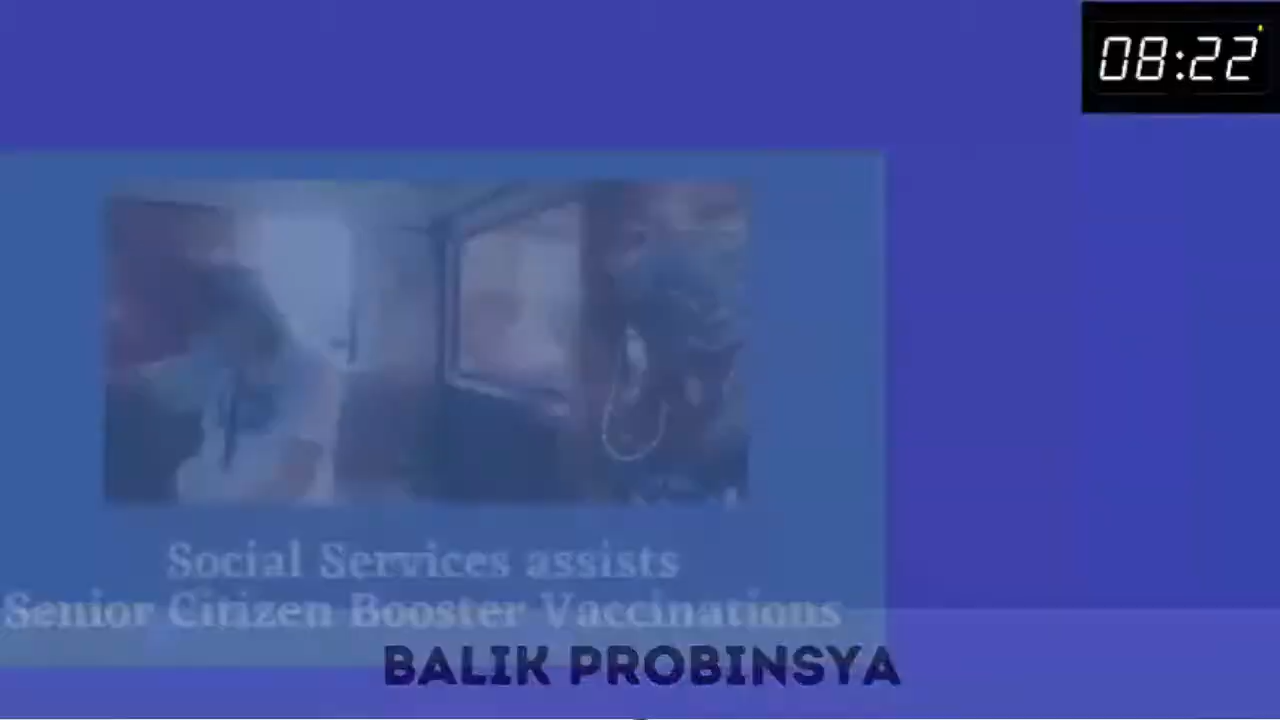 08:22
Social Services assists
Senior Citizen Booster Vaccinations
BALIK PROBINSYA